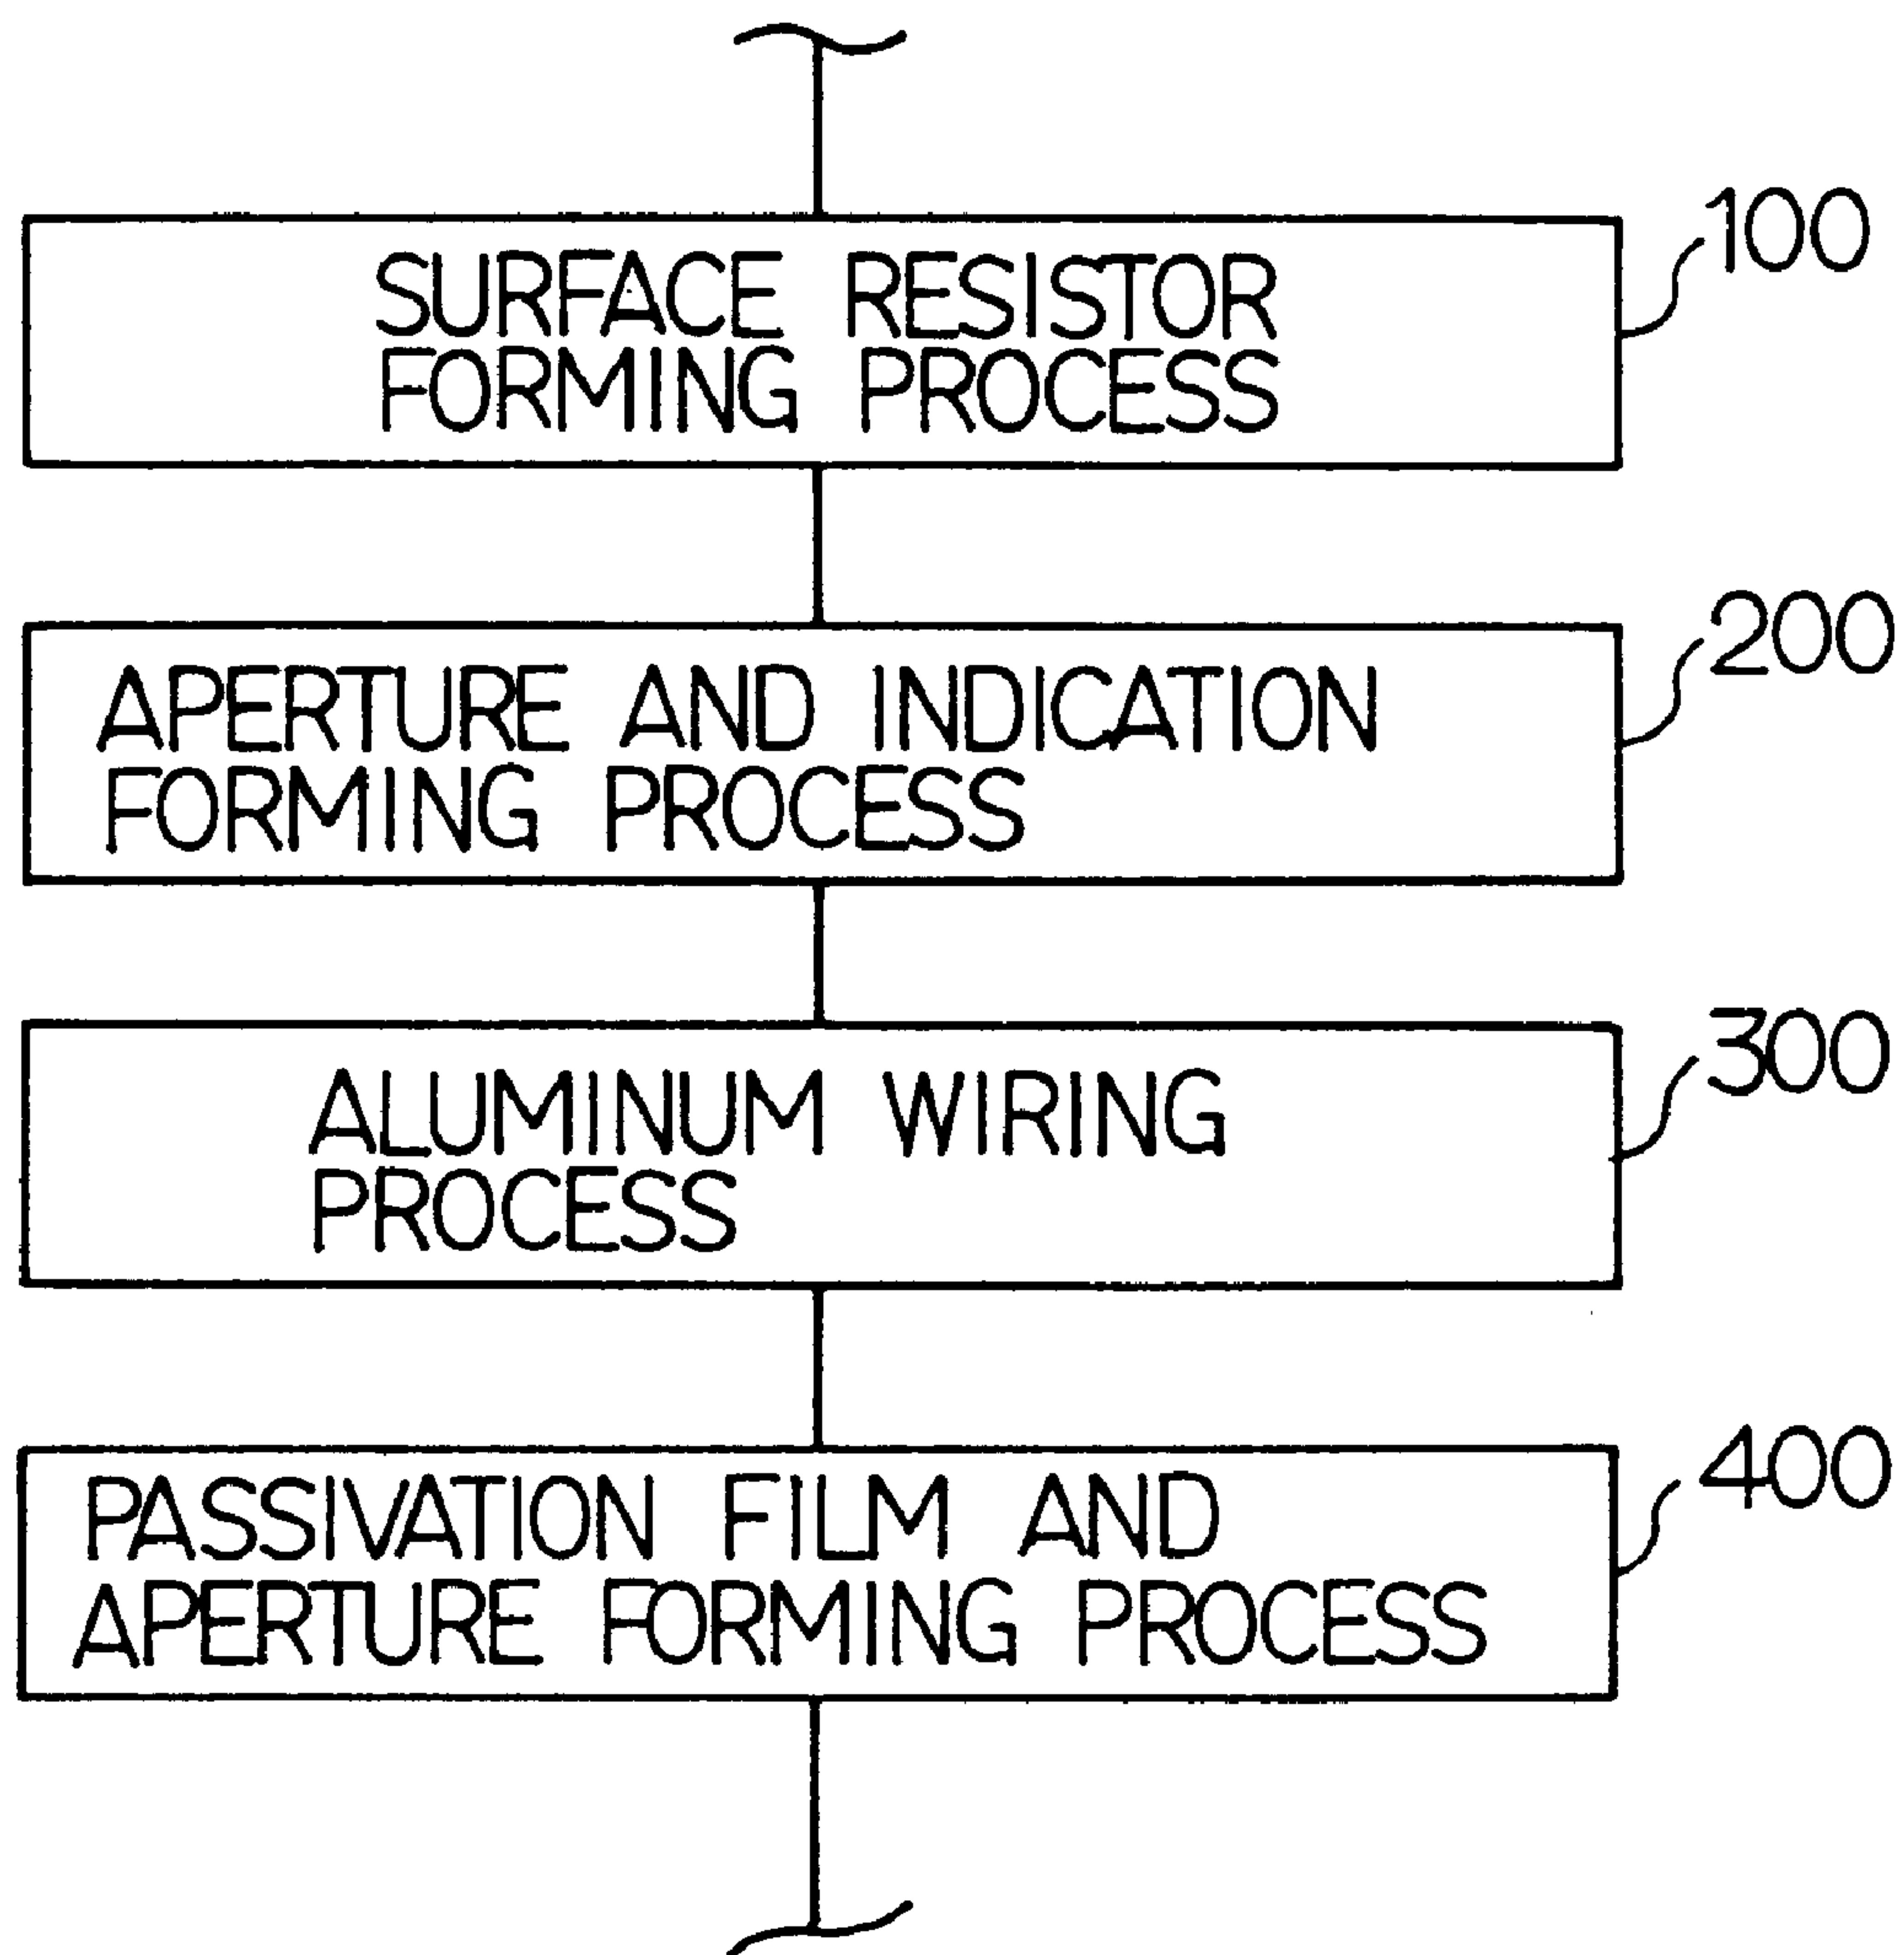 100
SURFACE RESISTOR
FORMING PROCESS
200
APERTURE AND INDICATION
FORMING PROCESS
300
ALUMINUM WIRING
PROCESS
400
PASSIVATION FILM AND
APERTURE FORMING PROCESS